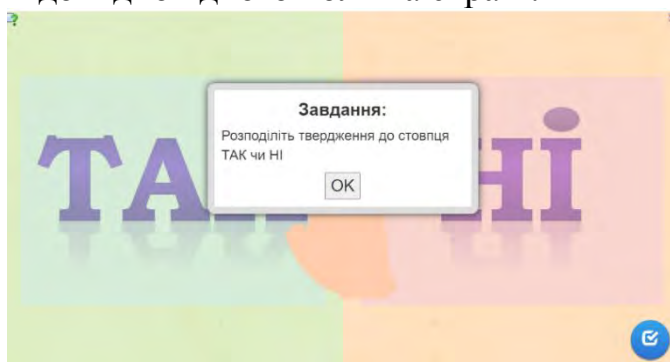 Завдання:
Розподіліть твердження до стовпця
ТАК чи НІ
OK
ТАК
НІ